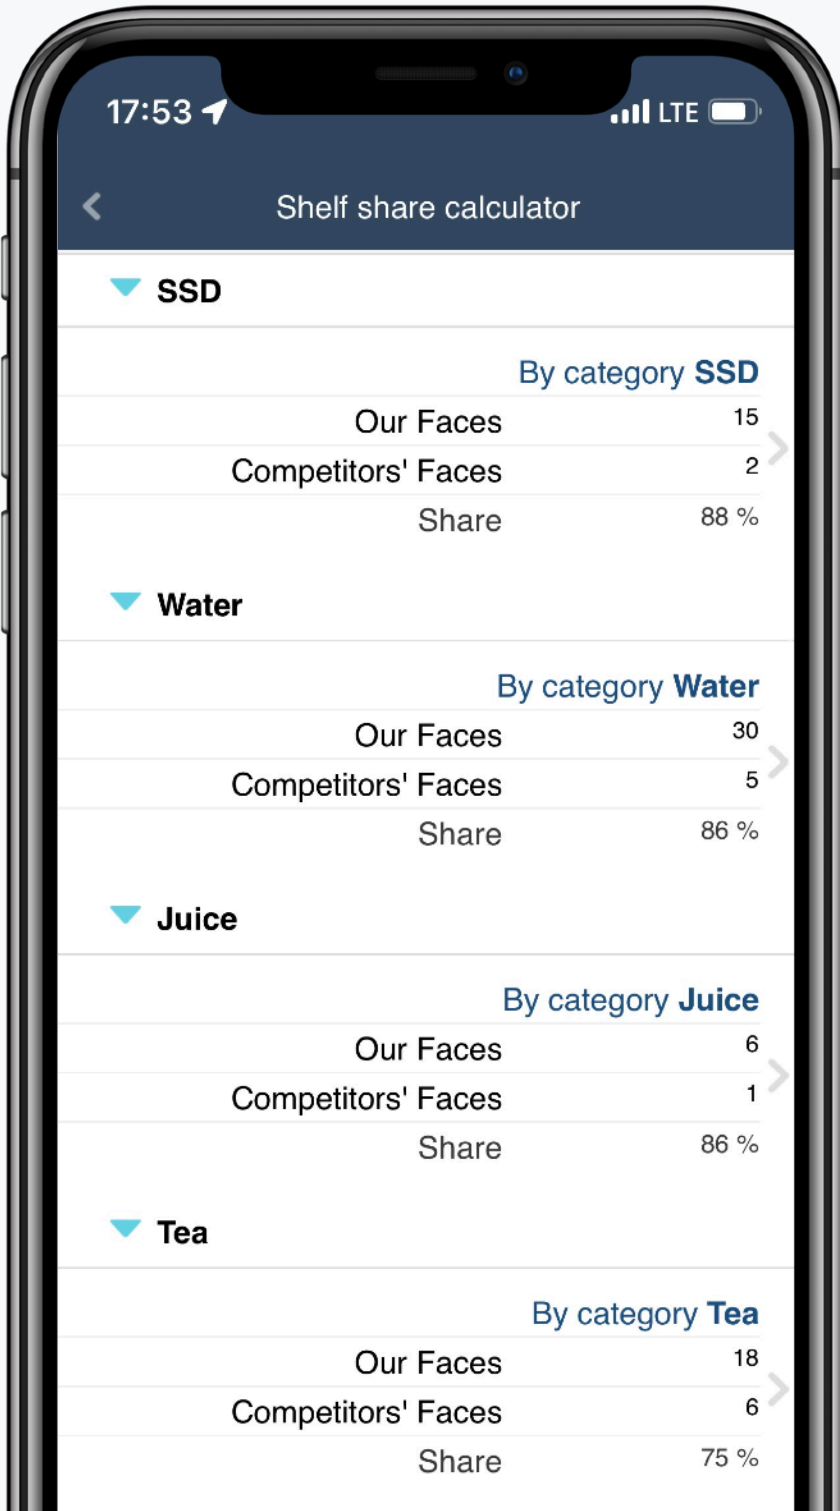 17:53 LTE
Shelf share calculator
SSD
By category SSD
Our Faces 15
Competitors' Faces 2
Share 88 %
Water
By category Water
Our Faces 30
Competitors' Faces 5
Share 86 %
Juice
By category Juice
Our Faces 6
Competitors' Faces 1
Share 86 %
Tea
By category Tea
Our Faces 18
Competitors' Faces 6
Share 75 %